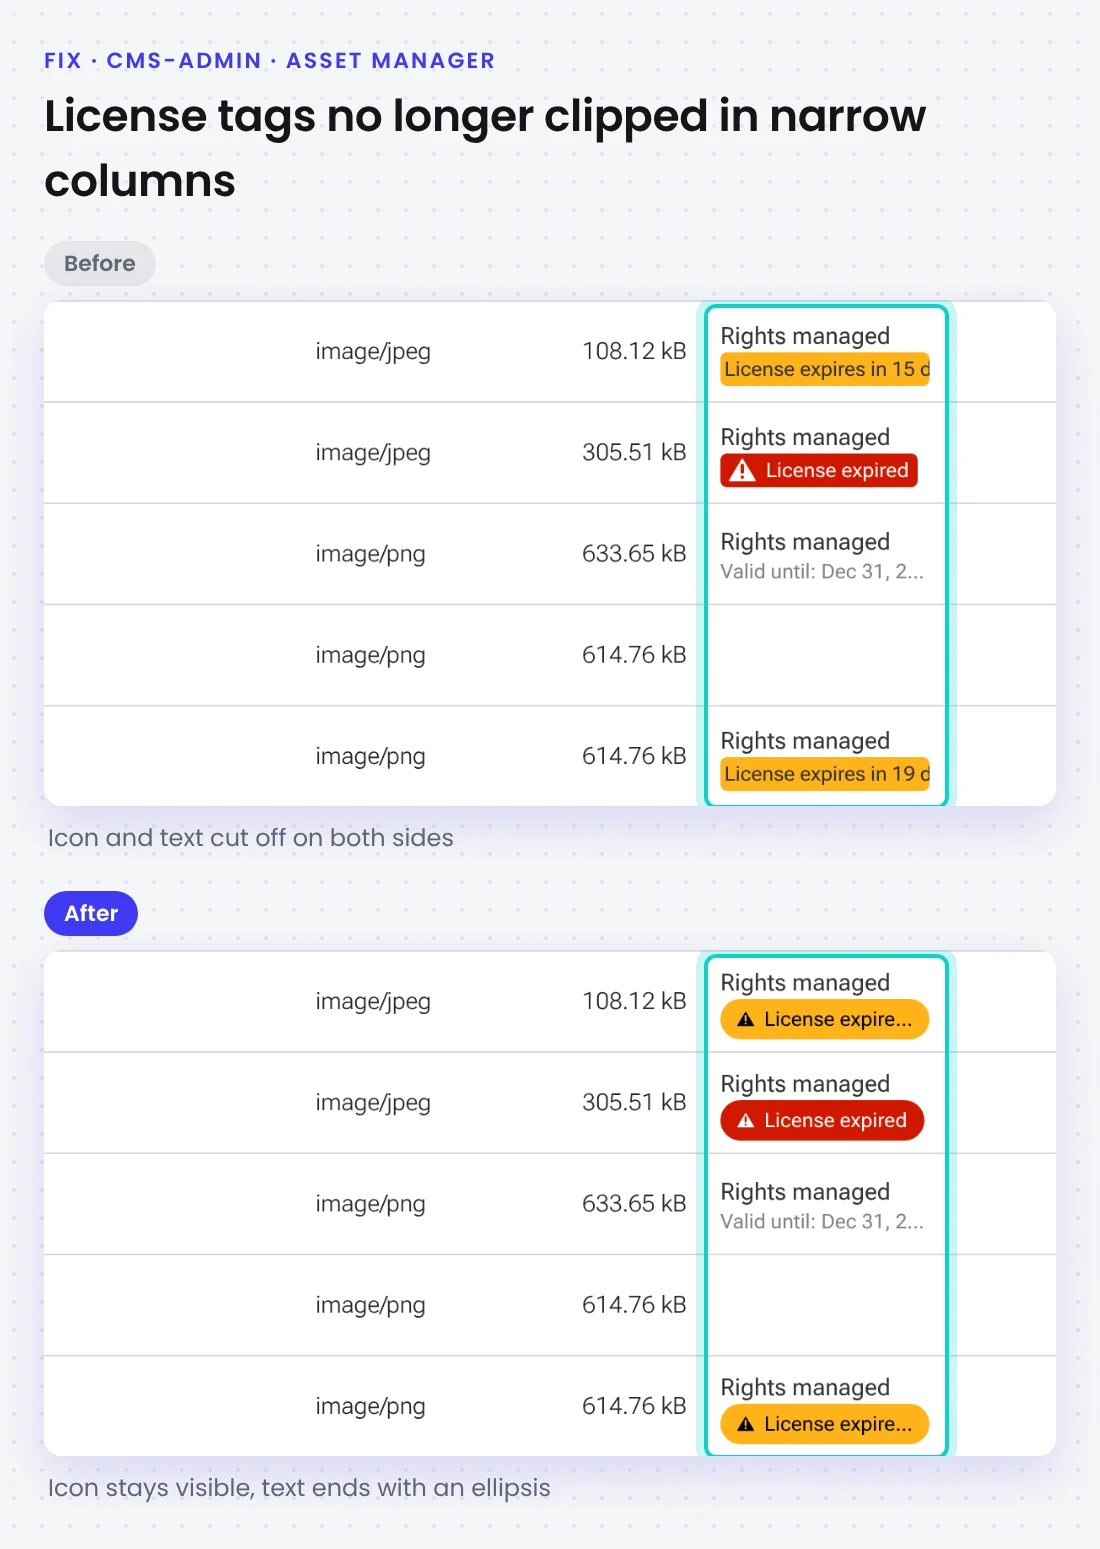 FIX · CMS-ADMIN · ASSET MANAGER
License tags no longer clipped in narrow
columns
Before
image/jpeg 108.12 kB Rights managed
License expires in 15 d
image/jpeg 305.51 kB Rights managed
License expired
image/png 633.65 kB Rights managed
Valid until: Dec 31, 2...
image/png 614.76 kB
image/png 614.76 kB Rights managed
License expires in 19 d
Icon and text cut off on both sides
After
image/jpeg 108.12 kB Rights managed
License expire...
image/jpeg 305.51 kB Rights managed
License expired
image/png 633.65 kB Rights managed
Valid until: Dec 31, 2...
image/png 614.76 kB
image/png 614.76 kB Rights managed
License expire...
Icon stays visible, text ends with an ellipsis